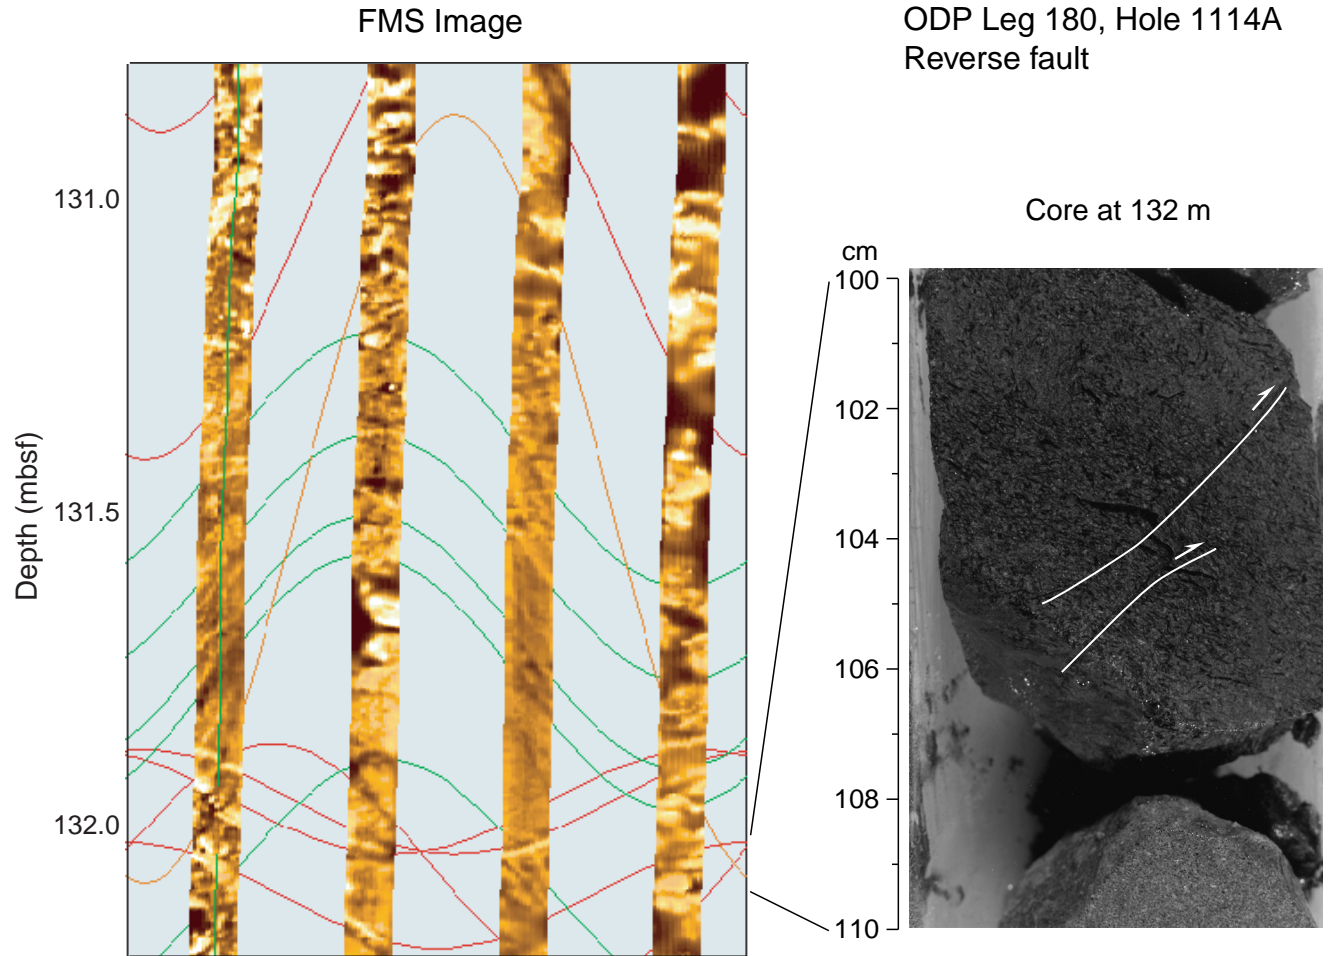 FMS Image
ODP Leg 180, Hole 1114A
Reverse fault
Depth (mbsf)
131.0
131.5
132.0
Core at 132 m
cm
100
102
104
106
108
110